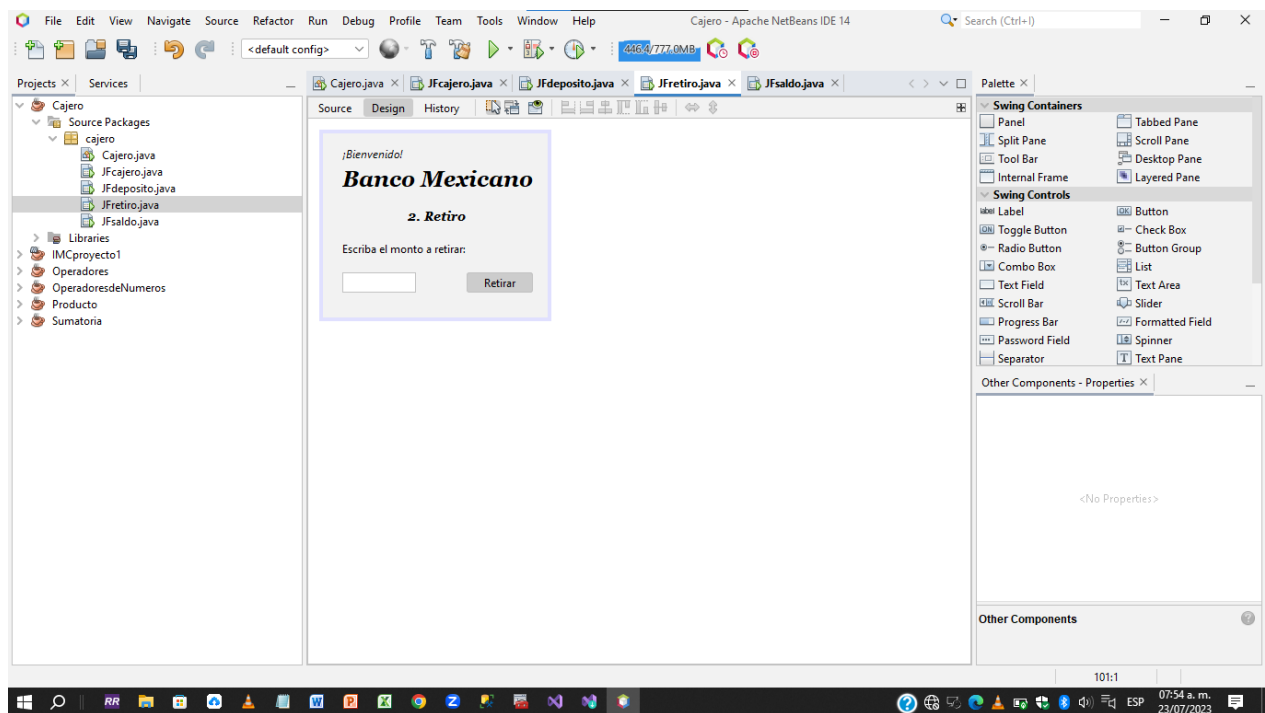 File Edit View Navigate Source Refactor Run Debug Profile Team Tools Window Help Cajero - Apache NetBeans IDE 14 Search (Ctrl+I)
<default config> 446.4/777.0MB
Projects Services
Cajero
Source Packages
cajero
Cajero.java
JFcajero.java
JFdeposito.java
JFretiro.java
JFsaldo.java
Libraries
IMCproyecto1
Operadores
OperadoresdeNumeros
Producto
Sumatoria
Cajero.java JFcajero.java JFdeposito.java JFretiro.java JFsaldo.java
Source Design History
¡Bienvenido!
Banco Mexicano
2. Retiro
Escriba el monto a retirar:
Retirar
Palette
Swing Containers
Panel Tabbed Pane
Split Pane Scroll Pane
Tool Bar Desktop Pane
Internal Frame Layered Pane
Swing Controls
label Label OK Button
ON Toggle Button Check Box
Radio Button Button Group
Combo Box List
Text Field Text Area
Scroll Bar Slider
Progress Bar Formatted Field
Password Field Spinner
Separator T Text Pane
Other Components - Properties
<No Properties>
Other Components
101:1
RR W P X Z ESP 07:54 a. m.
23/07/2023